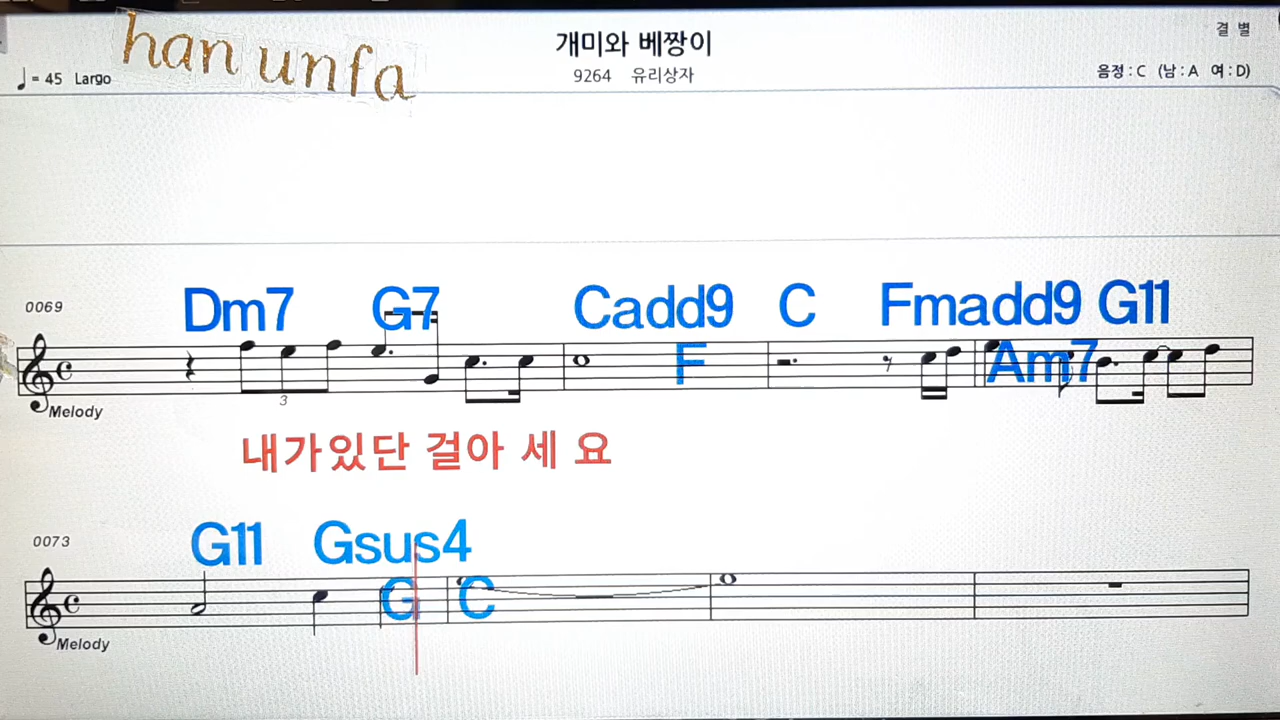 han unfa
개미와 베짱이
결 별
♩= 45 Largo
9264 유리상자
음정 : C (남 : A 여 : D)
0069
Dm7 G7 Cadd9 C Fmadd9 G11
F Am7
3
Melody
내가있단 걸아 세 요
0073
G11 Gsus4
G C
Melody